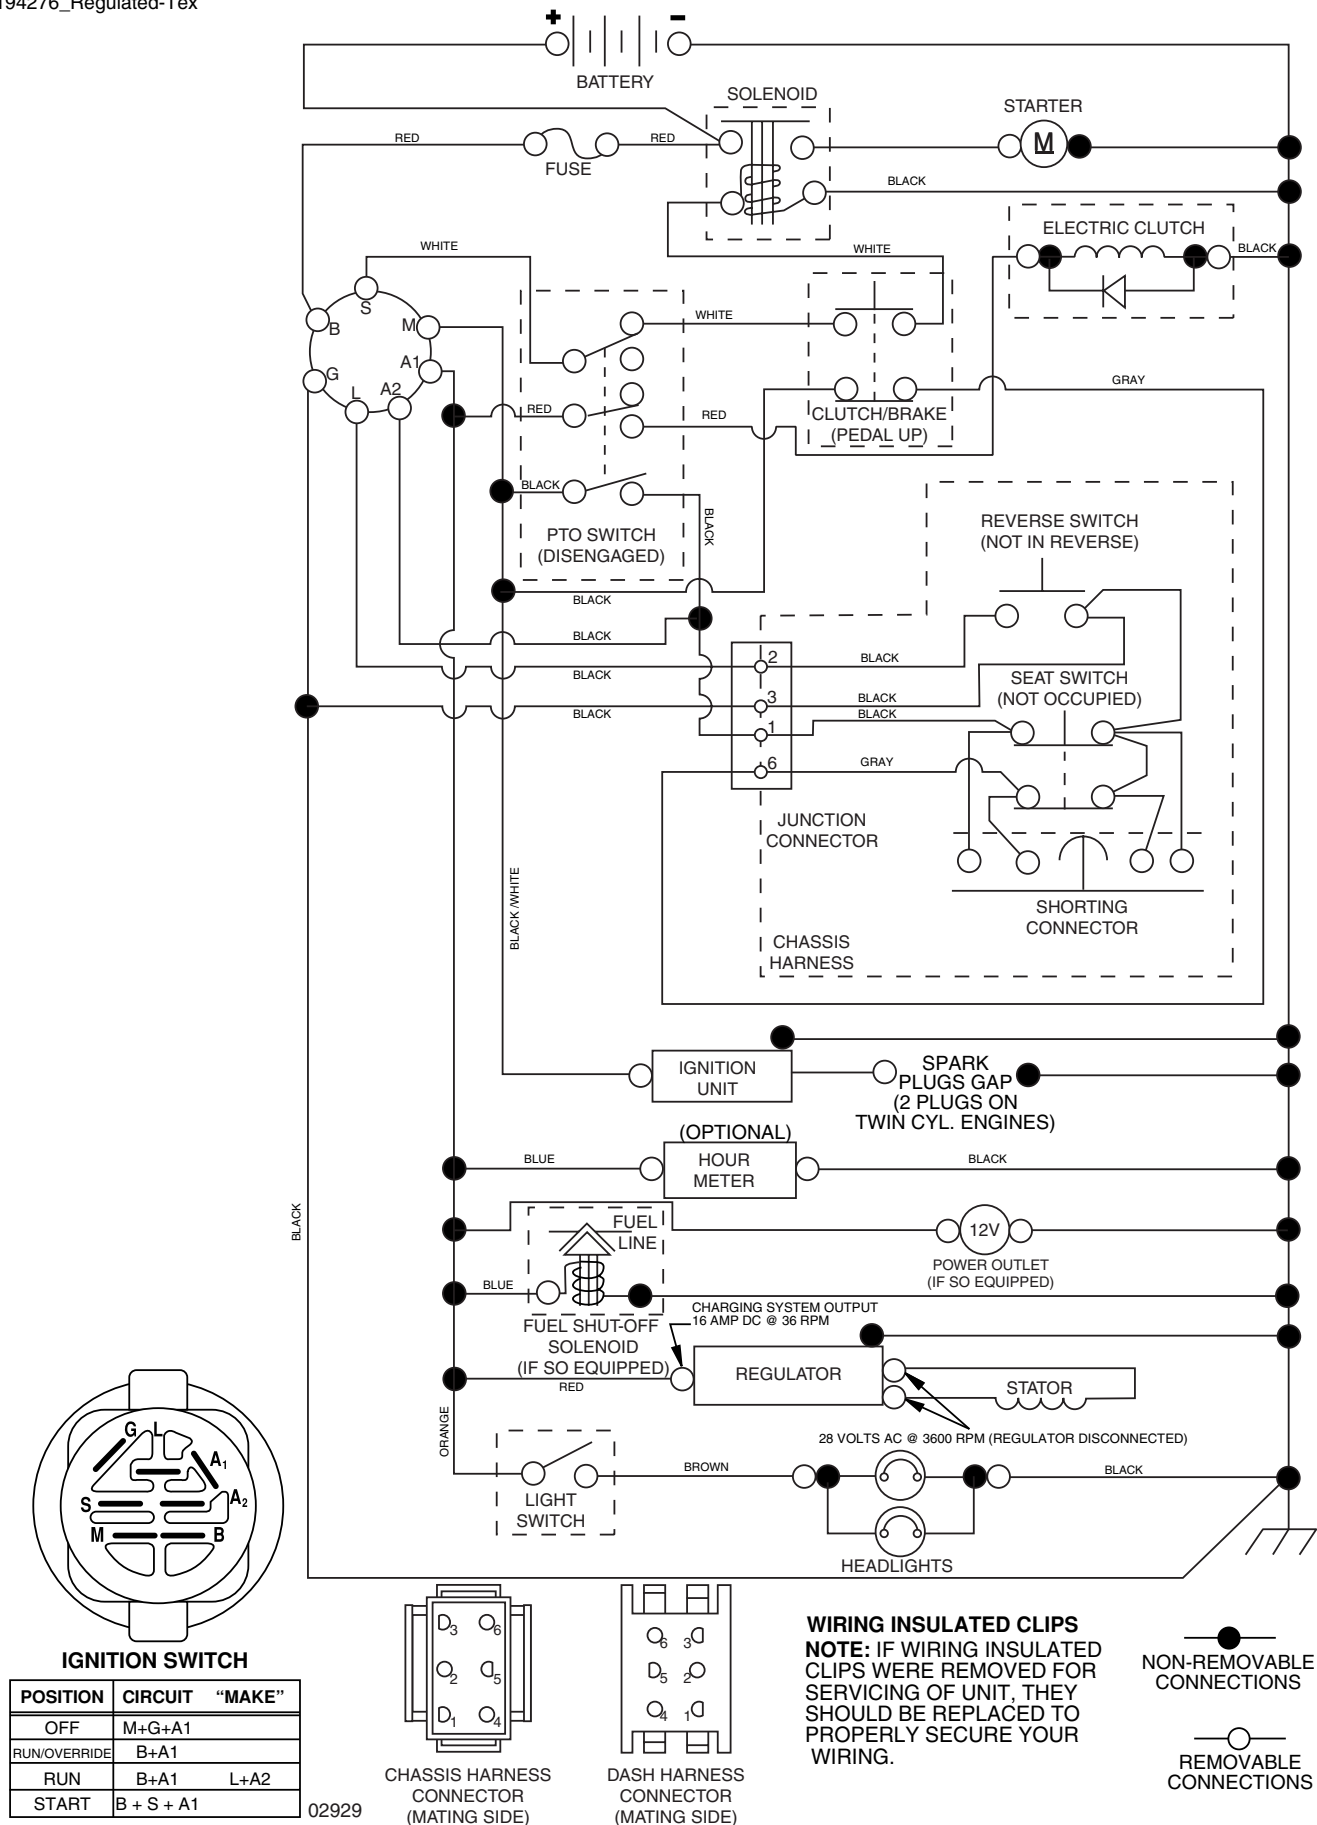 194276_Regulated-Tex
+ -
BATTERY
SOLENOID
STARTER
M
RED
FUSE
RED
BLACK
ELECTRIC CLUTCH
BLACK
WHITE
WHITE
WHITE
S
B
M
A1
G
L
A2
RED
RED
GRAY
CLUTCH/BRAKE
(PEDAL UP)
BLACK
BLACK
PTO SWITCH
(DISENGAGED)
REVERSE SWITCH
(NOT IN REVERSE)
BLACK
BLACK
BLACK
BLACK
2
BLACK
3
BLACK
BLACK
1
6
GRAY
SEAT SWITCH
(NOT OCCUPIED)
JUNCTION
CONNECTOR
SHORTING
CONNECTOR
CHASSIS
HARNESS
BLACK /WHITE
IGNITION
UNIT
SPARK
PLUGS GAP
(2 PLUGS ON
TWIN CYL. ENGINES)
(OPTIONAL)
HOUR
METER
BLUE
BLACK
BLACK
FUEL
LINE
12V
POWER OUTLET
(IF SO EQUIPPED)
BLUE
FUEL SHUT-OFF
SOLENOID
(IF SO EQUIPPED)
CHARGING SYSTEM OUTPUT
16 AMP DC @ 36 RPM
RED
REGULATOR
STATOR
28 VOLTS AC @ 3600 RPM (REGULATOR DISCONNECTED)
ORANGE
LIGHT
SWITCH
BROWN
BLACK
HEADLIGHTS
G L
A1
S
A2
M
B
IGNITION SWITCH
POSITION CIRCUIT "MAKE"
OFF M+G+A1
RUN/OVERRIDE B+A1
RUN B+A1 L+A2
START B + S + A1
02929
3 6
2 5
1 4
CHASSIS HARNESS
CONNECTOR
(MATING SIDE)
6 3
5 2
4 1
DASH HARNESS
CONNECTOR
(MATING SIDE)
WIRING INSULATED CLIPS
NOTE: IF WIRING INSULATED
CLIPS WERE REMOVED FOR
SERVICING OF UNIT, THEY
SHOULD BE REPLACED TO
PROPERLY SECURE YOUR
WIRING.
NON-REMOVABLE
CONNECTIONS
REMOVABLE
CONNECTIONS